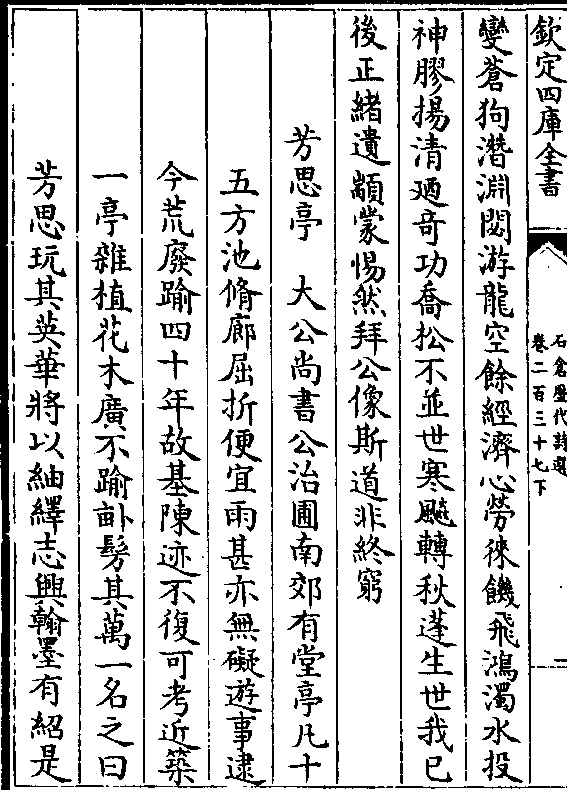 欽定四庫全書
石倉歷代詩選
卷二百三十七下
一
變蒼狗潛淵閟游龍空餘經濟心勞徠饑飛鴻濁水投
神膠揚清廼奇功喬松不並世寒飈轉秋蓬生世我已
後正緒遺顓蒙惕然拜公像斯道非終窮
芳思亭　大公尚書公治圃南郊有堂亭凡十
五方池脩廊屈折便宜雨甚亦無礙遊事逮
今荒廢踰四十年故基陳迹不復可考近築
一亭雜植花木廣不踰畝髣其萬一名之曰
芳思玩其英華將以紬繹志興翰墨有紹是